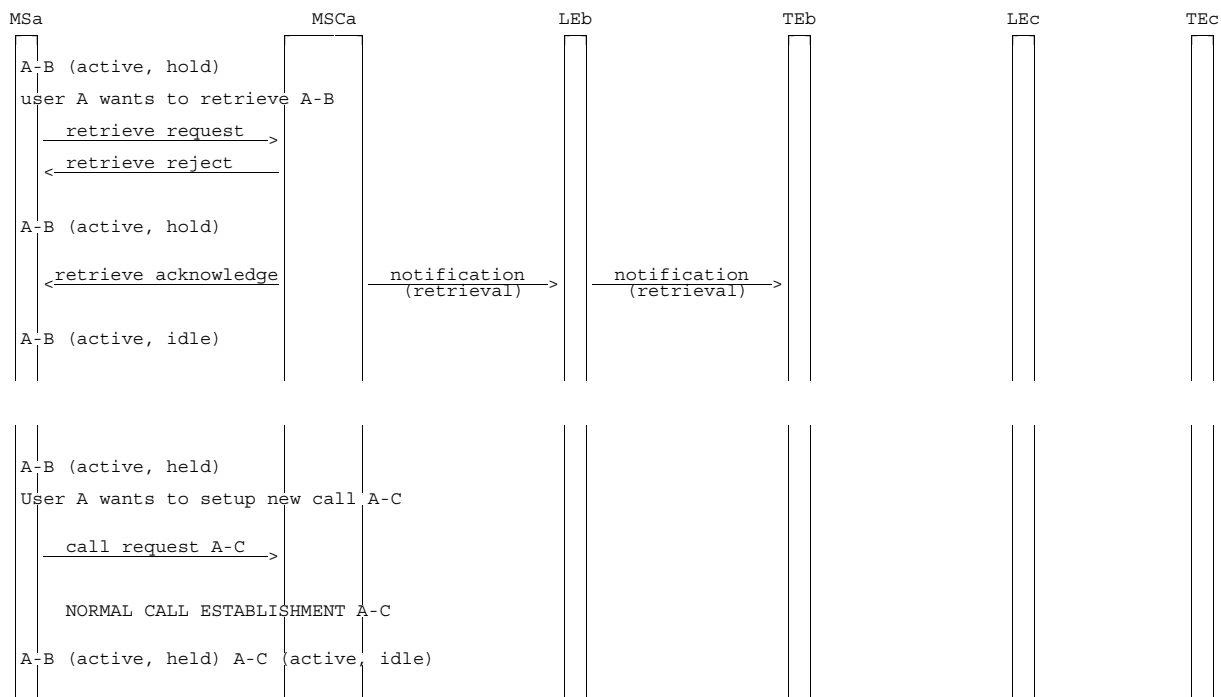 MSa MSCa LEb TEb LEc TEc
A-B (active, hold)
user A wants to retrieve A-B
retrieve request
retrieve reject
A-B (active, hold)
retrieve acknowledge notification notification
(retrieval) (retrieval)
A-B (active, idle)
A-B (active, held)
User A wants to setup new call A-C
call request A-C
NORMAL CALL ESTABLISHMENT A-C
A-B (active, held) A-C (active, idle)